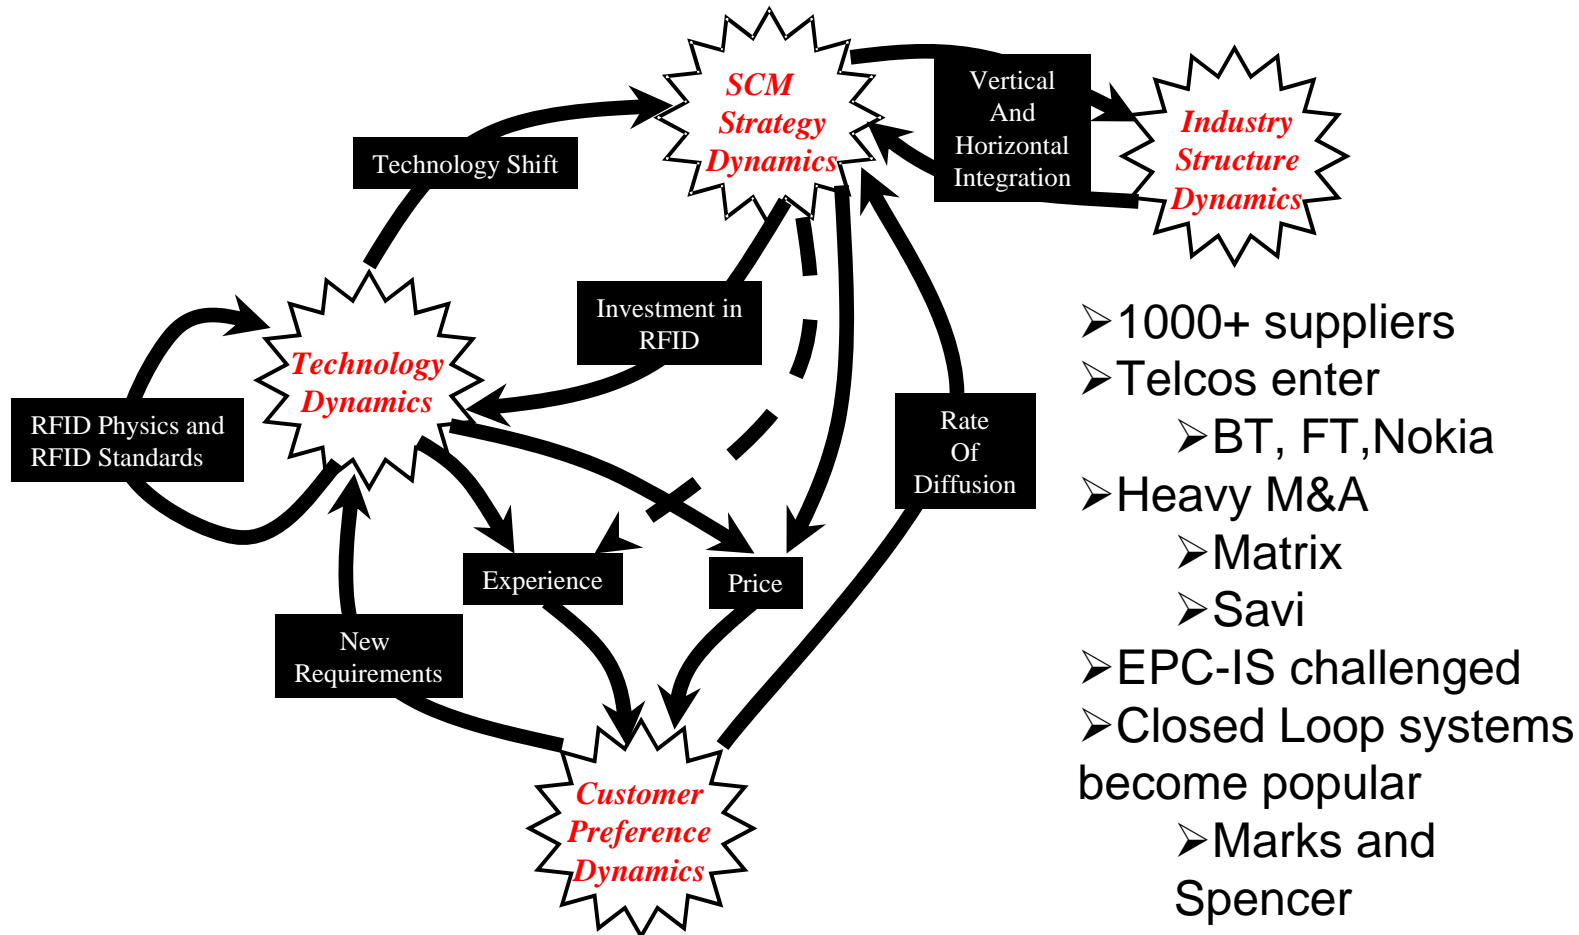 SCM
Strategy
Dynamics
Vertical
And
Horizontal
Integration
Industry
Structure
Dynamics
Technology Shift
Investment in
RFID
Technology
Dynamics
RFID Physics and
RFID Standards
Rate
Of
Diffusion
Experience
Price
New
Requirements
Customer
Preference
Dynamics
➢1000+ suppliers
➢Telcos enter
➢BT, FT,Nokia
➢Heavy M&A
➢Matrix
➢Savi
➢EPC-IS challenged
➢Closed Loop systems
become popular
➢Marks and
Spencer